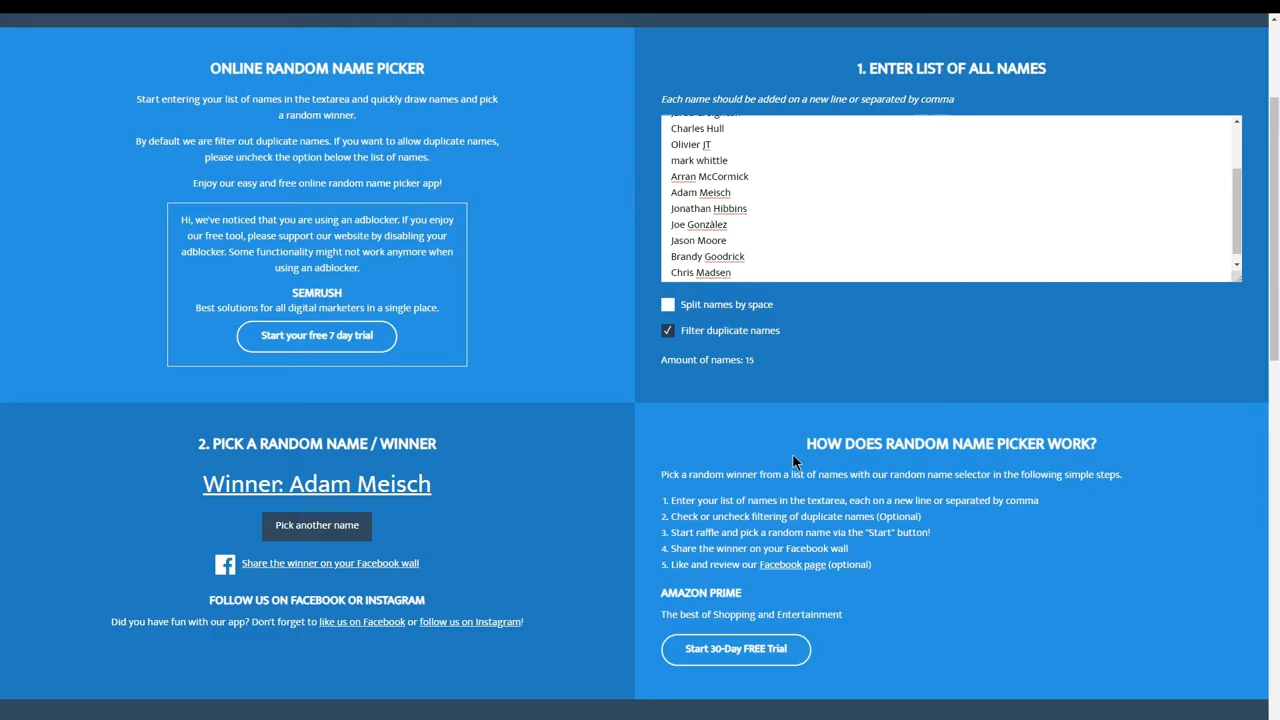 ONLINE RANDOM NAME PICKER
Start entering your list of names in the textarea and quickly draw names and pick
a random winner.
By default we are filter out duplicate names. If you want to allow duplicate names,
please uncheck the option below the list of names.
Enjoy our easy and free online random name picker app!
Hi, we've noticed that you are using an adblocker. If you enjoy
our free tool, please support our website by disabling your
adblocker. Some functionality might not work anymore when
using an adblocker.
SEMRUSH
Best solutions for all digital marketers in a single place.
Start your free 7 day trial
1. ENTER LIST OF ALL NAMES
Each name should be added on a new line or separated by comma
Charles Hull
Olivier JT
mark whittle
Arran McCormick
Adam Meisch
Jonathan Hibbins
Joe Gonzàlez
Jason Moore
Brandy Goodrick
Chris Madsen
Split names by space
Filter duplicate names
Amount of names: 15
2. PICK A RANDOM NAME / WINNER
Winner: Adam Meisch
Pick another name
Share the winner on your Facebook wall
FOLLOW US ON FACEBOOK OR INSTAGRAM
Did you have fun with our app? Don't forget to like us on Facebook or follow us on Instagram!
HOW DOES RANDOM NAME PICKER WORK?
Pick a random winner from a list of names with our random name selector in the following simple steps.
1. Enter your list of names in the textarea, each on a new line or separated by comma
2. Check or uncheck filtering of duplicate names (Optional)
3. Start raffle and pick a random name via the "Start" button!
4. Share the winner on your Facebook wall
5. Like and review our Facebook page (optional)
AMAZON PRIME
The best of Shopping and Entertainment
Start 30-Day FREE Trial